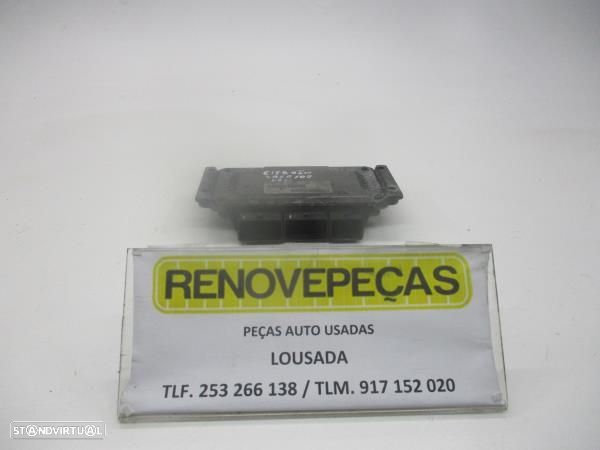 RENOVEPEÇAS
PEÇAS AUTO USADAS
LOUSADA
TLF. 253 266 138 / TLM. 917 152 020
STANDVIRTUAL